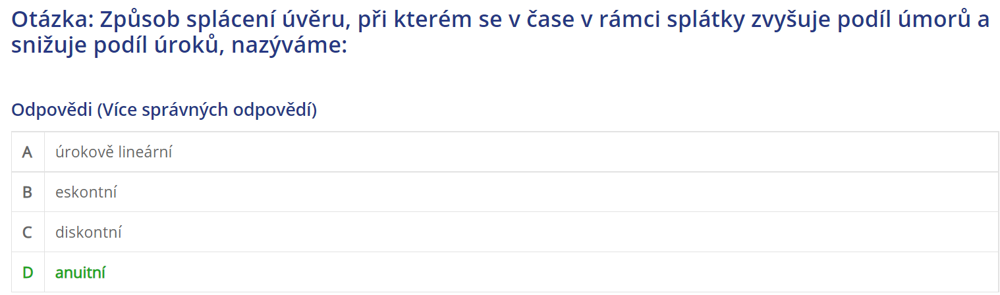 Otázka: Způsob splácení úvěru, při kterém se v čase v rámci splátky zvyšuje podíl úmorů a
snižuje podíl úroků, nazýváme:
Odpovědi (Více správných odpovědí)
A úrokově lineární
B eskontní
C diskontní
D anuitní